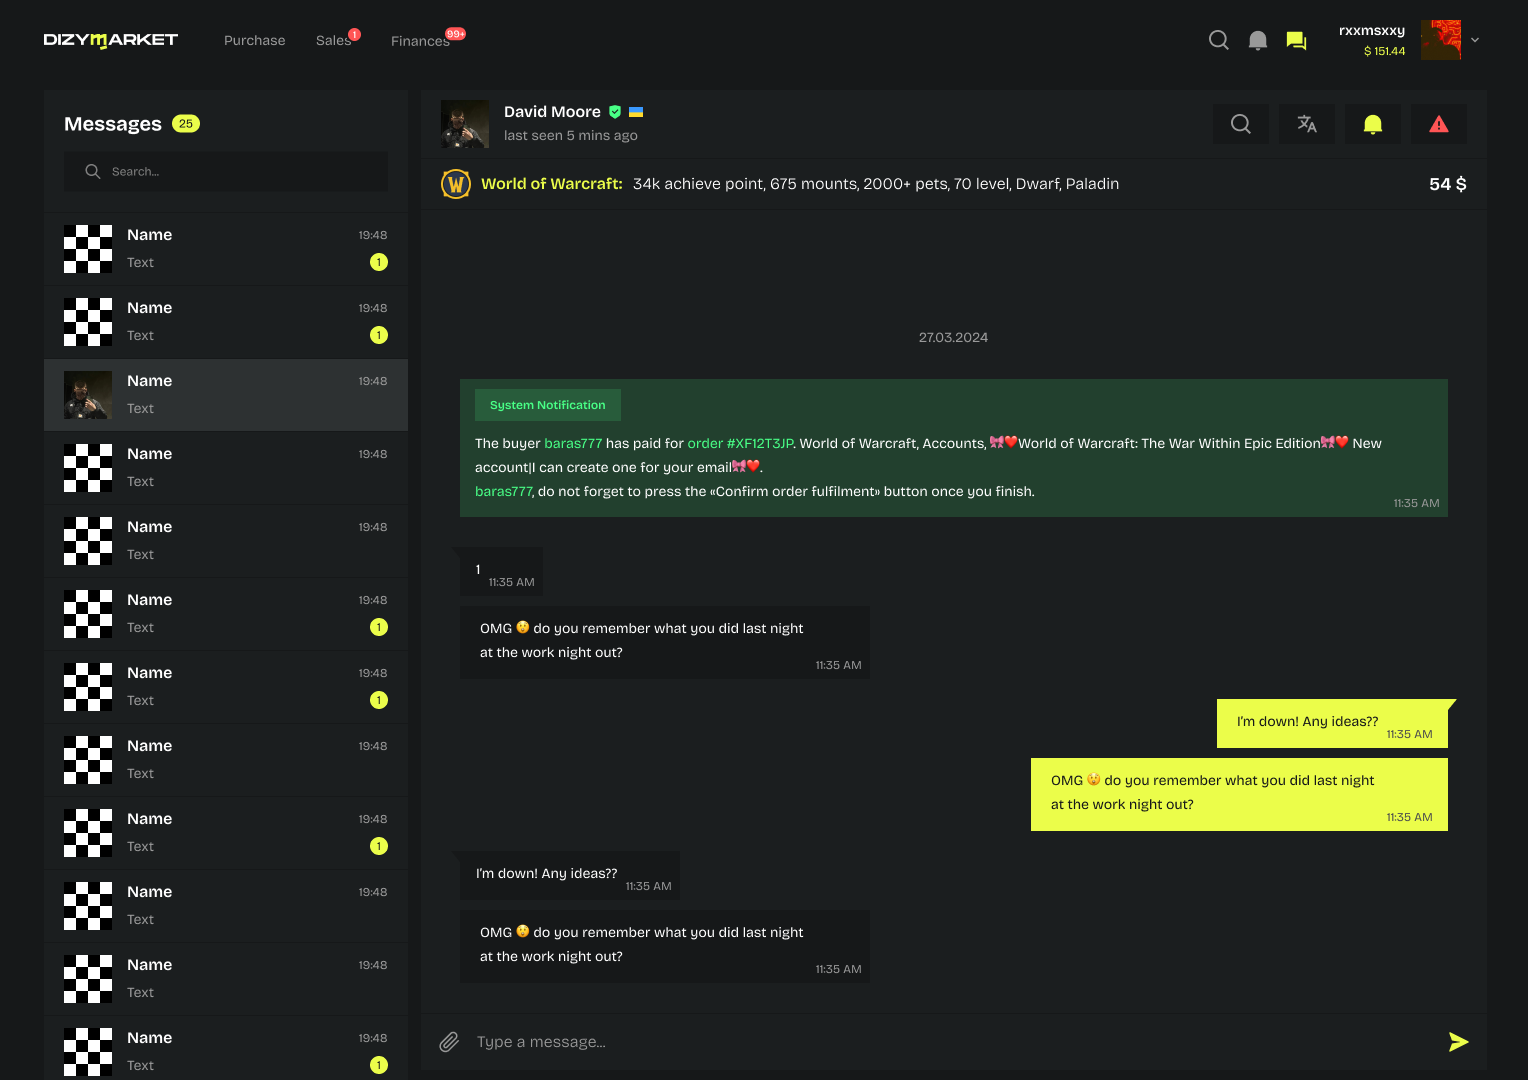 DIZYMARKET
Purchase
Sales
1
Finances
99+
rxxmsxxy
$ 151.44
Messages 25
Search...
Name 19:48
Text 1
Name 19:48
Text 1
Name 19:48
Text
Name 19:48
Text
Name 19:48
Text
Name 19:48
Text 1
Name 19:48
Text 1
Name 19:48
Text
Name 19:48
Text 1
Name 19:48
Text
Name 19:48
Text
Name 19:48
Text 1
David Moore
last seen 5 mins ago
W World of Warcraft: 34k achieve point, 675 mounts, 2000+ pets, 70 level, Dwarf, Paladin 54 $
27.03.2024
System Notification
The buyer baras777 has paid for order #XF12T3JP. World of Warcraft, Accounts, 🎀❤️World of Warcraft: The War Within Epic Edition🎀❤️ New
account|I can create one for your email🎀❤️.
baras777, do not forget to press the «Confirm order fulfilment» button once you finish.
11:35 AM
1
11:35 AM
OMG 😲 do you remember what you did last night
at the work night out?
11:35 AM
I'm down! Any ideas??
11:35 AM
OMG 😲 do you remember what you did last night
at the work night out?
11:35 AM
I'm down! Any ideas??
11:35 AM
OMG 😲 do you remember what you did last night
at the work night out?
11:35 AM
Type a message...